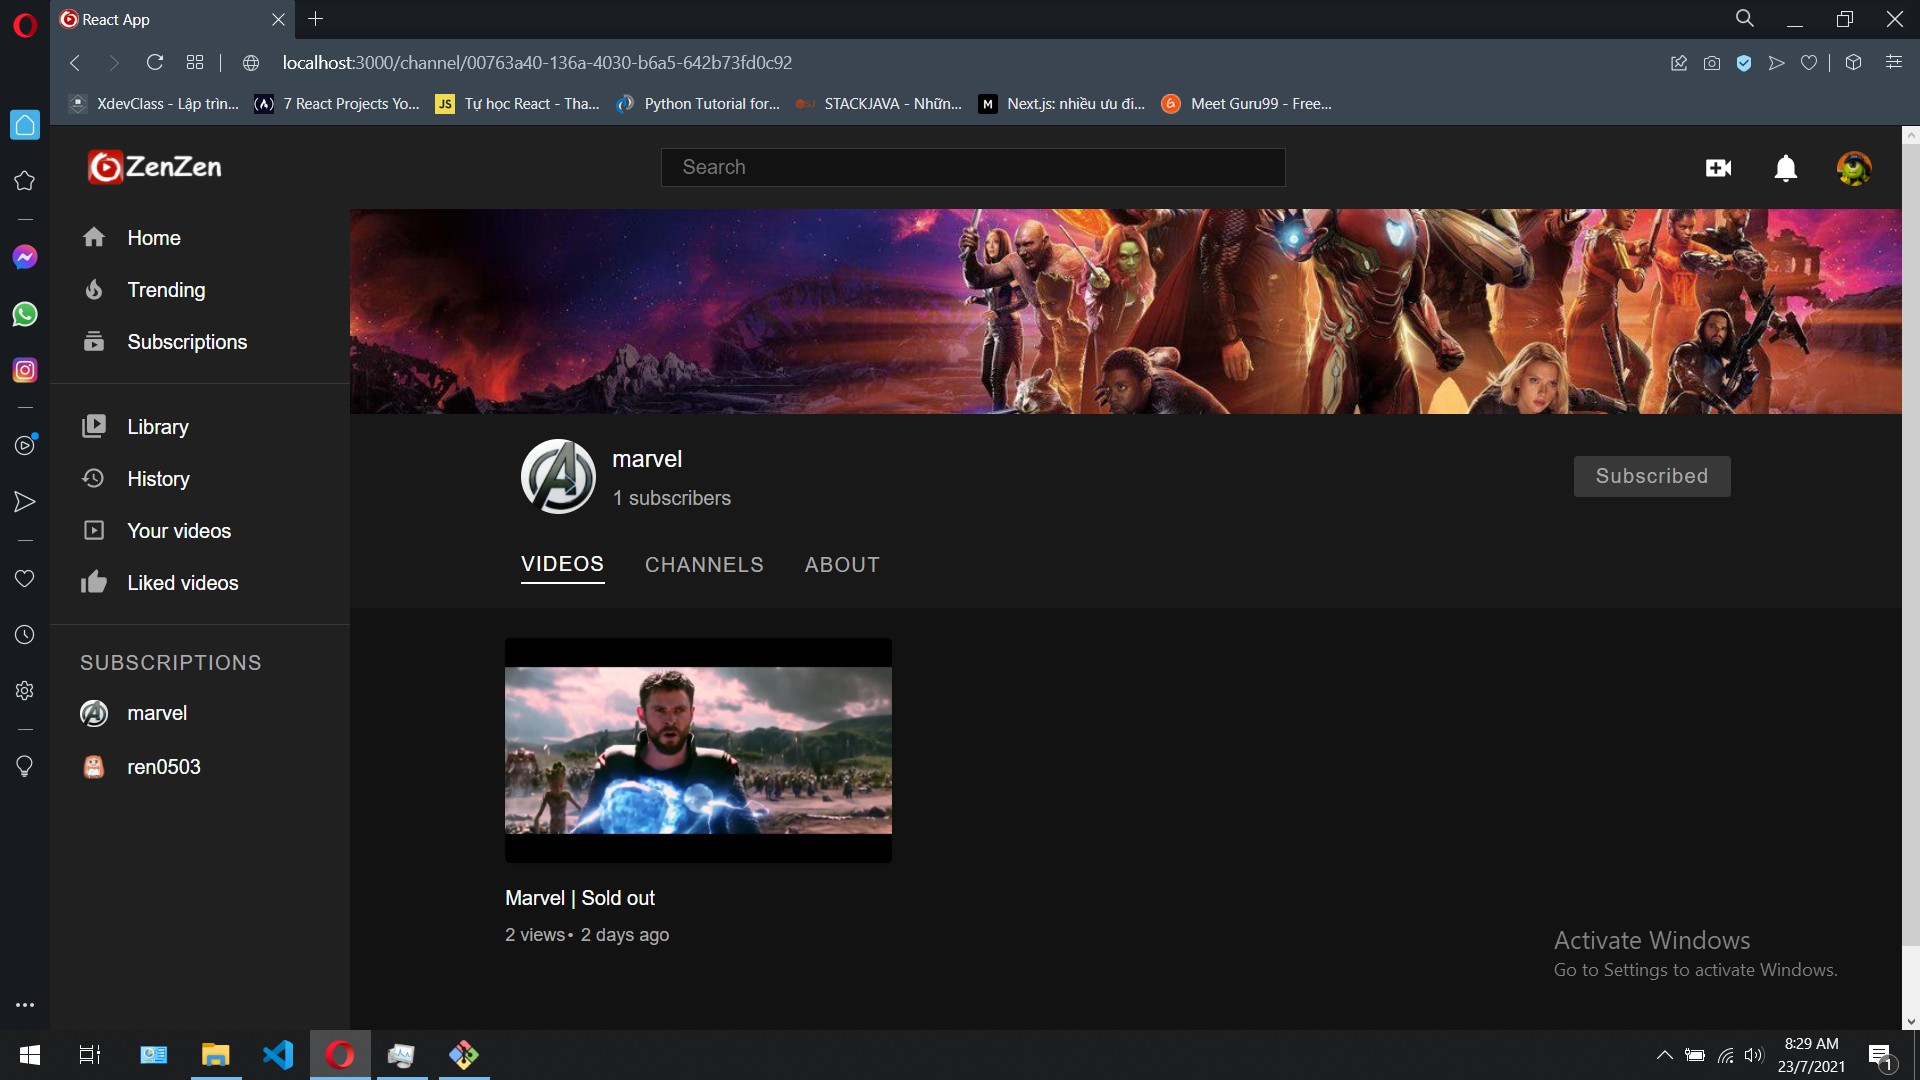 React App
localhost:3000/channel/00763a40-136a-4030-b6a5-642b73fd0c92
XdevClass - Lập trìn...
7 React Projects Yo...
JS
Tự học React - Tha...
Python Tutorial for...
STACKJAVA - Nhữn...
M
Next.js: nhiều ưu đi...
Meet Guru99 - Free...
ZenZen
Search
Home
Trending
Subscriptions
Library
History
Your videos
Liked videos
SUBSCRIPTIONS
marvel
ren0503
marvel
1 subscribers
Subscribed
VIDEOS
CHANNELS
ABOUT
Marvel | Sold out
2 views• 2 days ago
Activate Windows
Go to Settings to activate Windows.
8:29 AM
23/7/2021
1